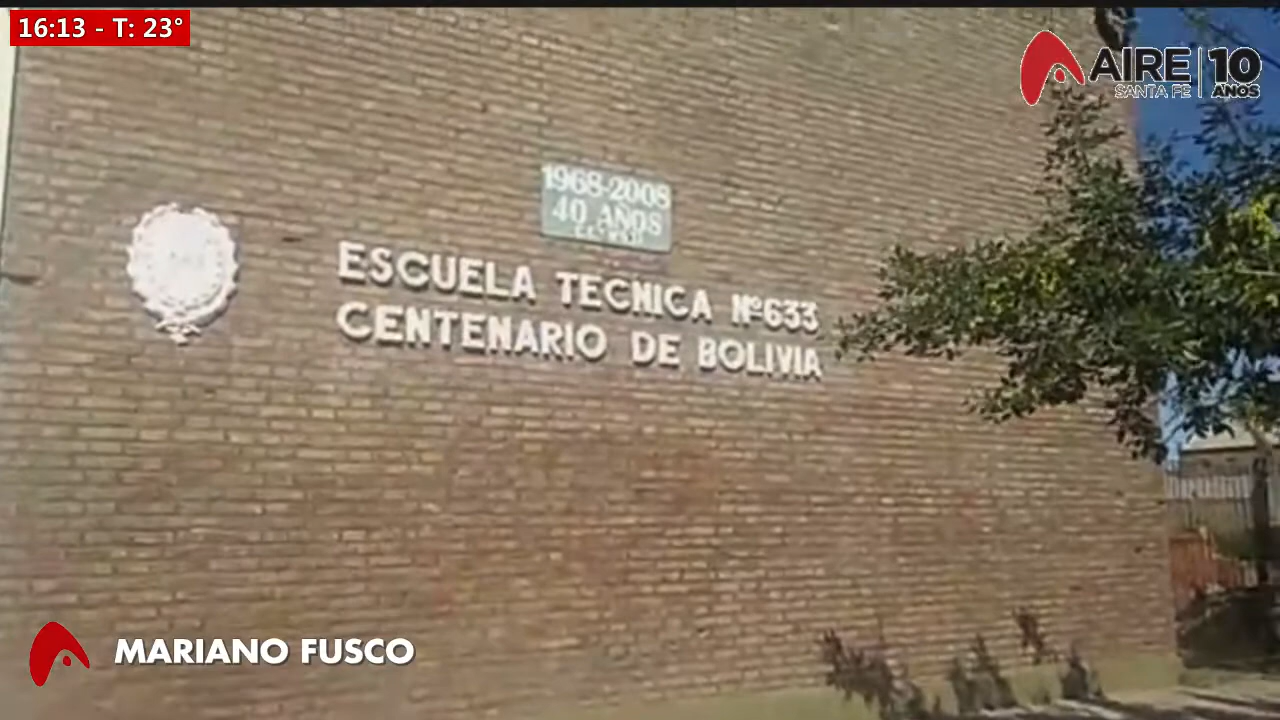 16:13 - T: 23°
AIRE 10
SANTA FE AÑOS
1968-2008
40 AÑOS
ESCUELA TECNICA Nº633
CENTENARIO DE BOLIVIA
MARIANO FUSCO